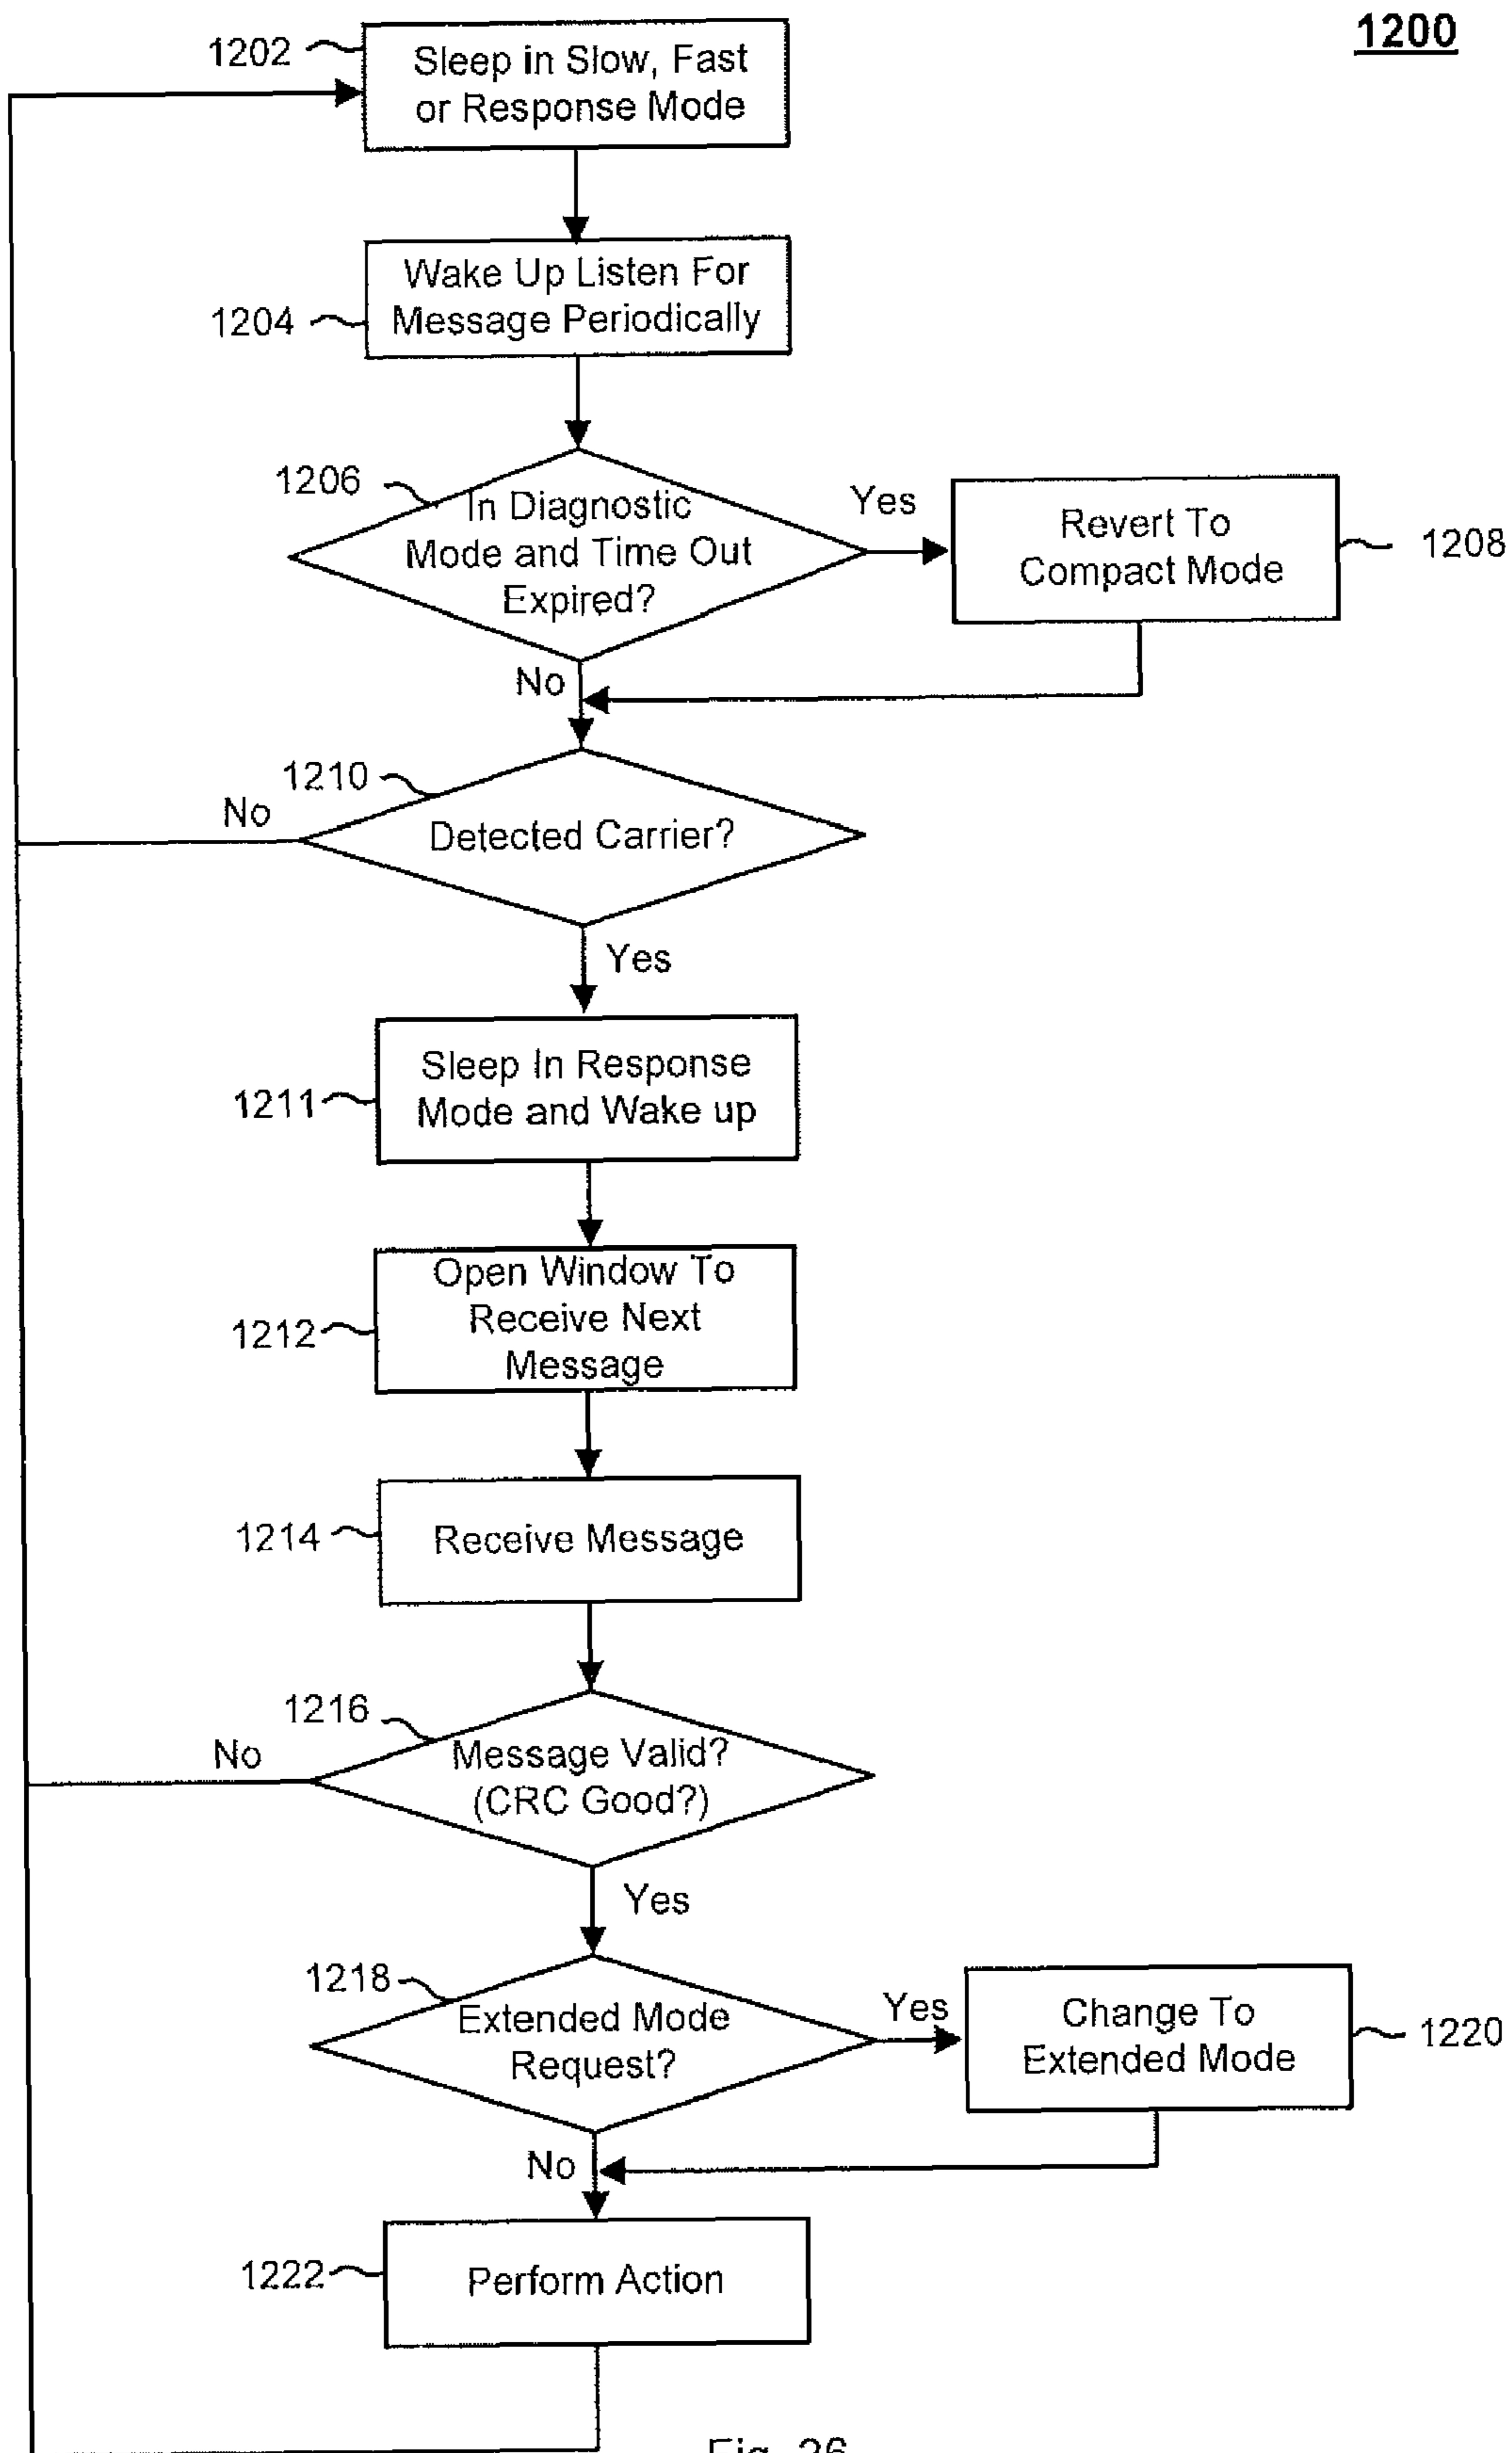 1200
1202
Sleep in Slow, Fast
or Response Mode
Wake Up Listen For
Message Periodically
1204
1206
In Diagnostic
Mode and Time Out
Expired?
Yes
Revert To
Compact Mode
1208
No
1210
No
Detected Carrier?
Yes
1211
Sleep In Response
Mode and Wake up
1212
Open Window To
Receive Next
Message
1214
Receive Message
1216
No
Message Valid?
(CRC Good?)
Yes
1218
Extended Mode
Request?
Yes
Change To
Extended Mode
1220
No
1222
Perform Action
Fig. 26